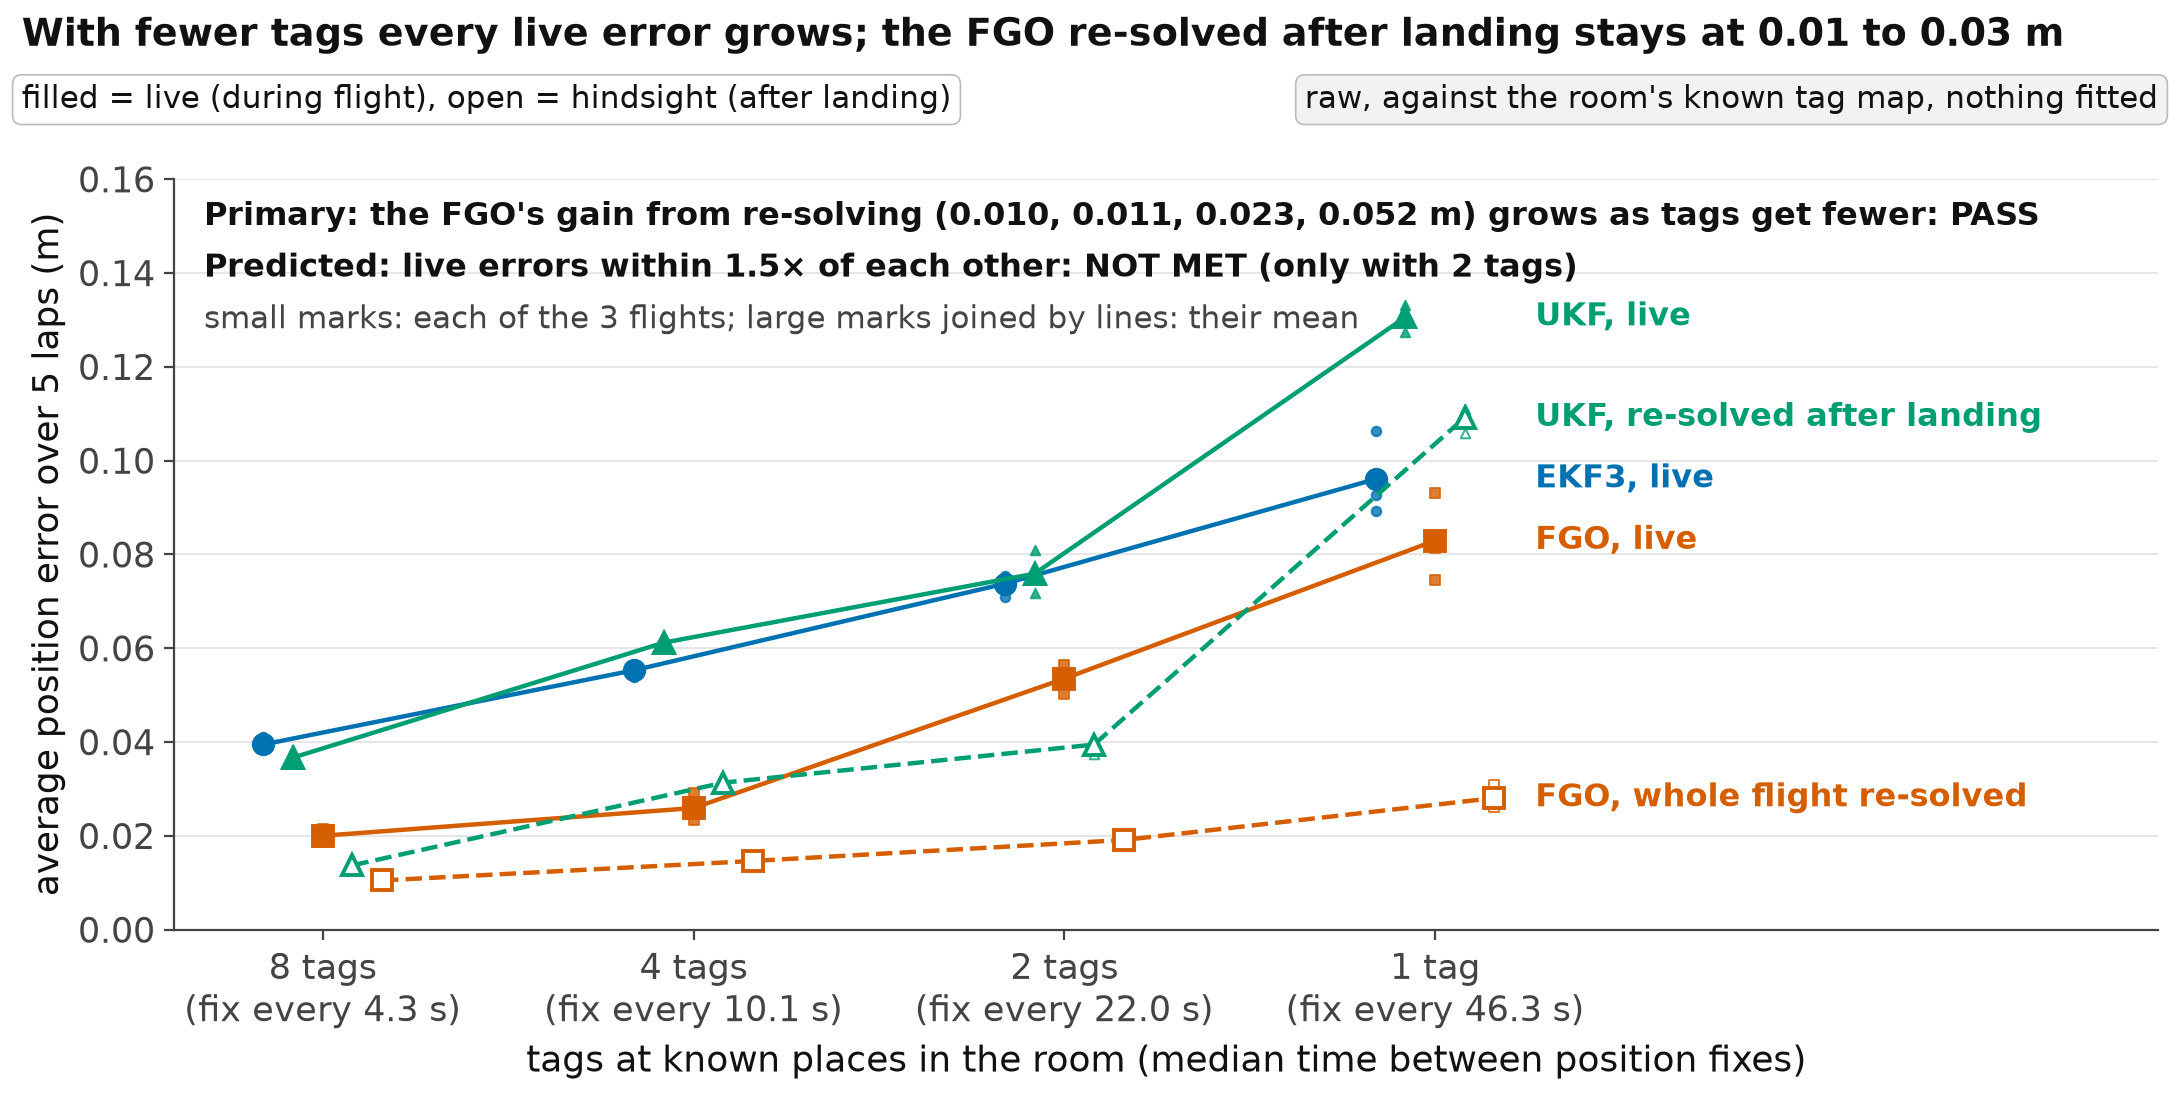 With fewer tags every live error grows; the FGO re-solved after landing stays at 0.01 to 0.03 m
filled = live (during flight), open = hindsight (after landing)
raw, against the room's known tag map, nothing fitted
average position error over 5 laps (m)
0.16
0.14
0.12
0.10
0.08
0.06
0.04
0.02
0.00
Primary: the FGO's gain from re-solving (0.010, 0.011, 0.023, 0.052 m) grows as tags get fewer: PASS
Predicted: live errors within 1.5× of each other: NOT MET (only with 2 tags)
small marks: each of the 3 flights; large marks joined by lines: their mean
UKF, live
UKF, re-solved after landing
EKF3, live
FGO, live
FGO, whole flight re-solved
8 tags
(fix every 4.3 s)
4 tags
(fix every 10.1 s)
2 tags
(fix every 22.0 s)
1 tag
(fix every 46.3 s)
tags at known places in the room (median time between position fixes)